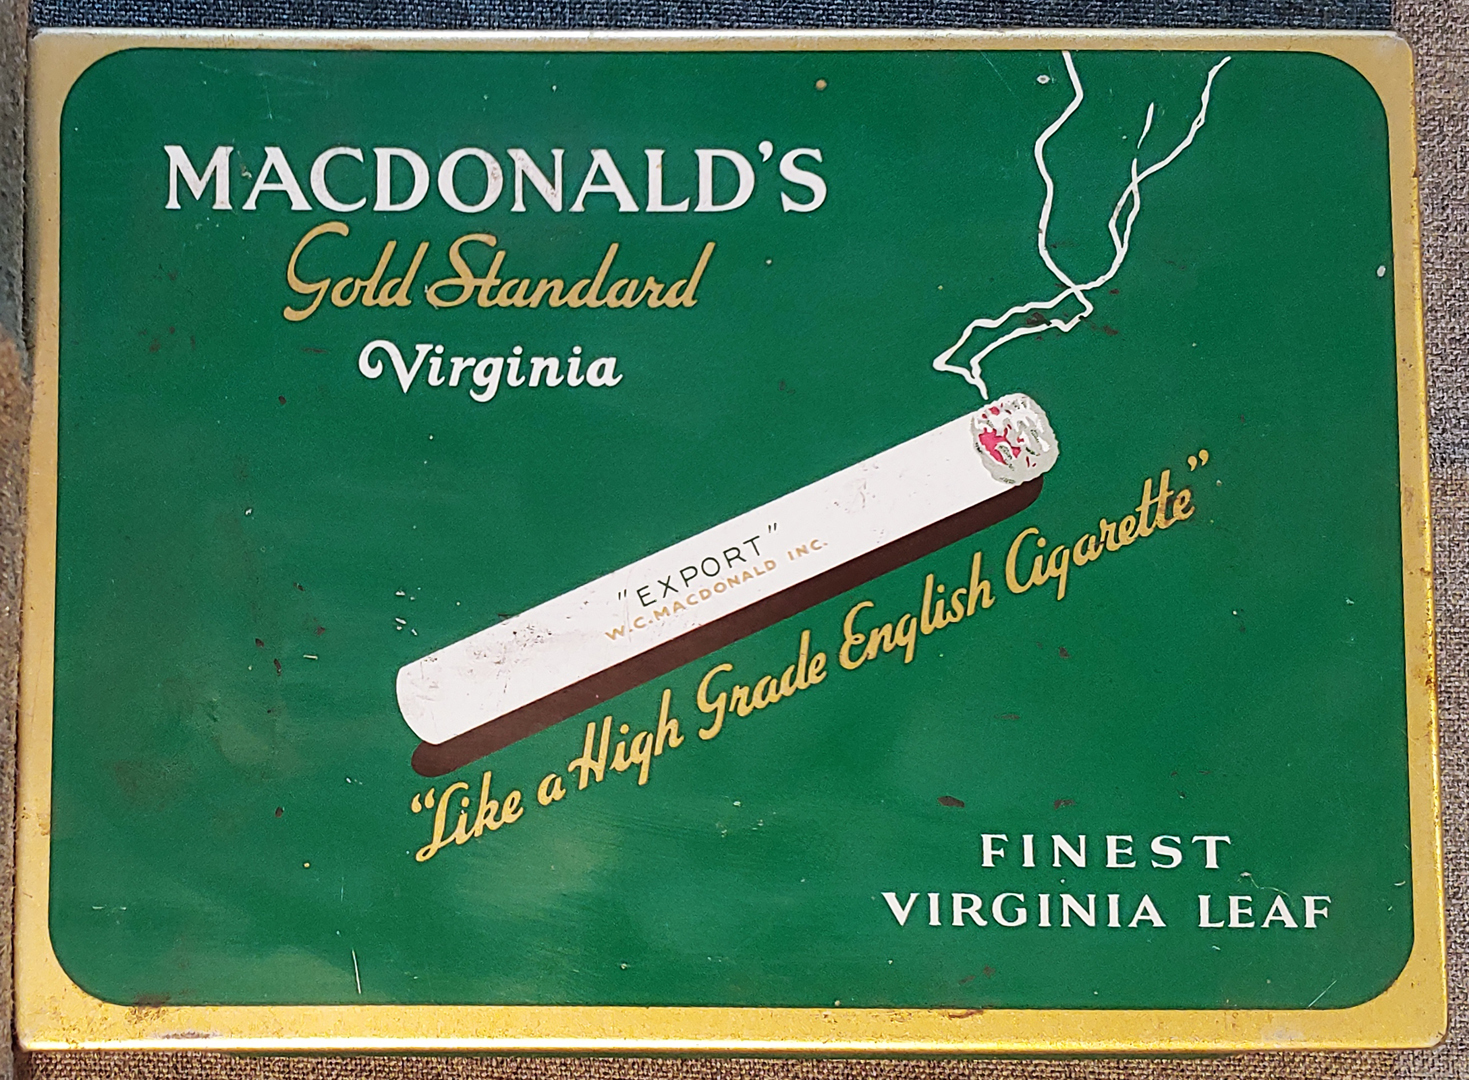 MACDONALD'S
Gold Standard
Virginia
"EXPORT"
W.C. MACDONALD INC.
"Like a High Grade English Cigarette"
FINEST
VIRGINIA LEAF